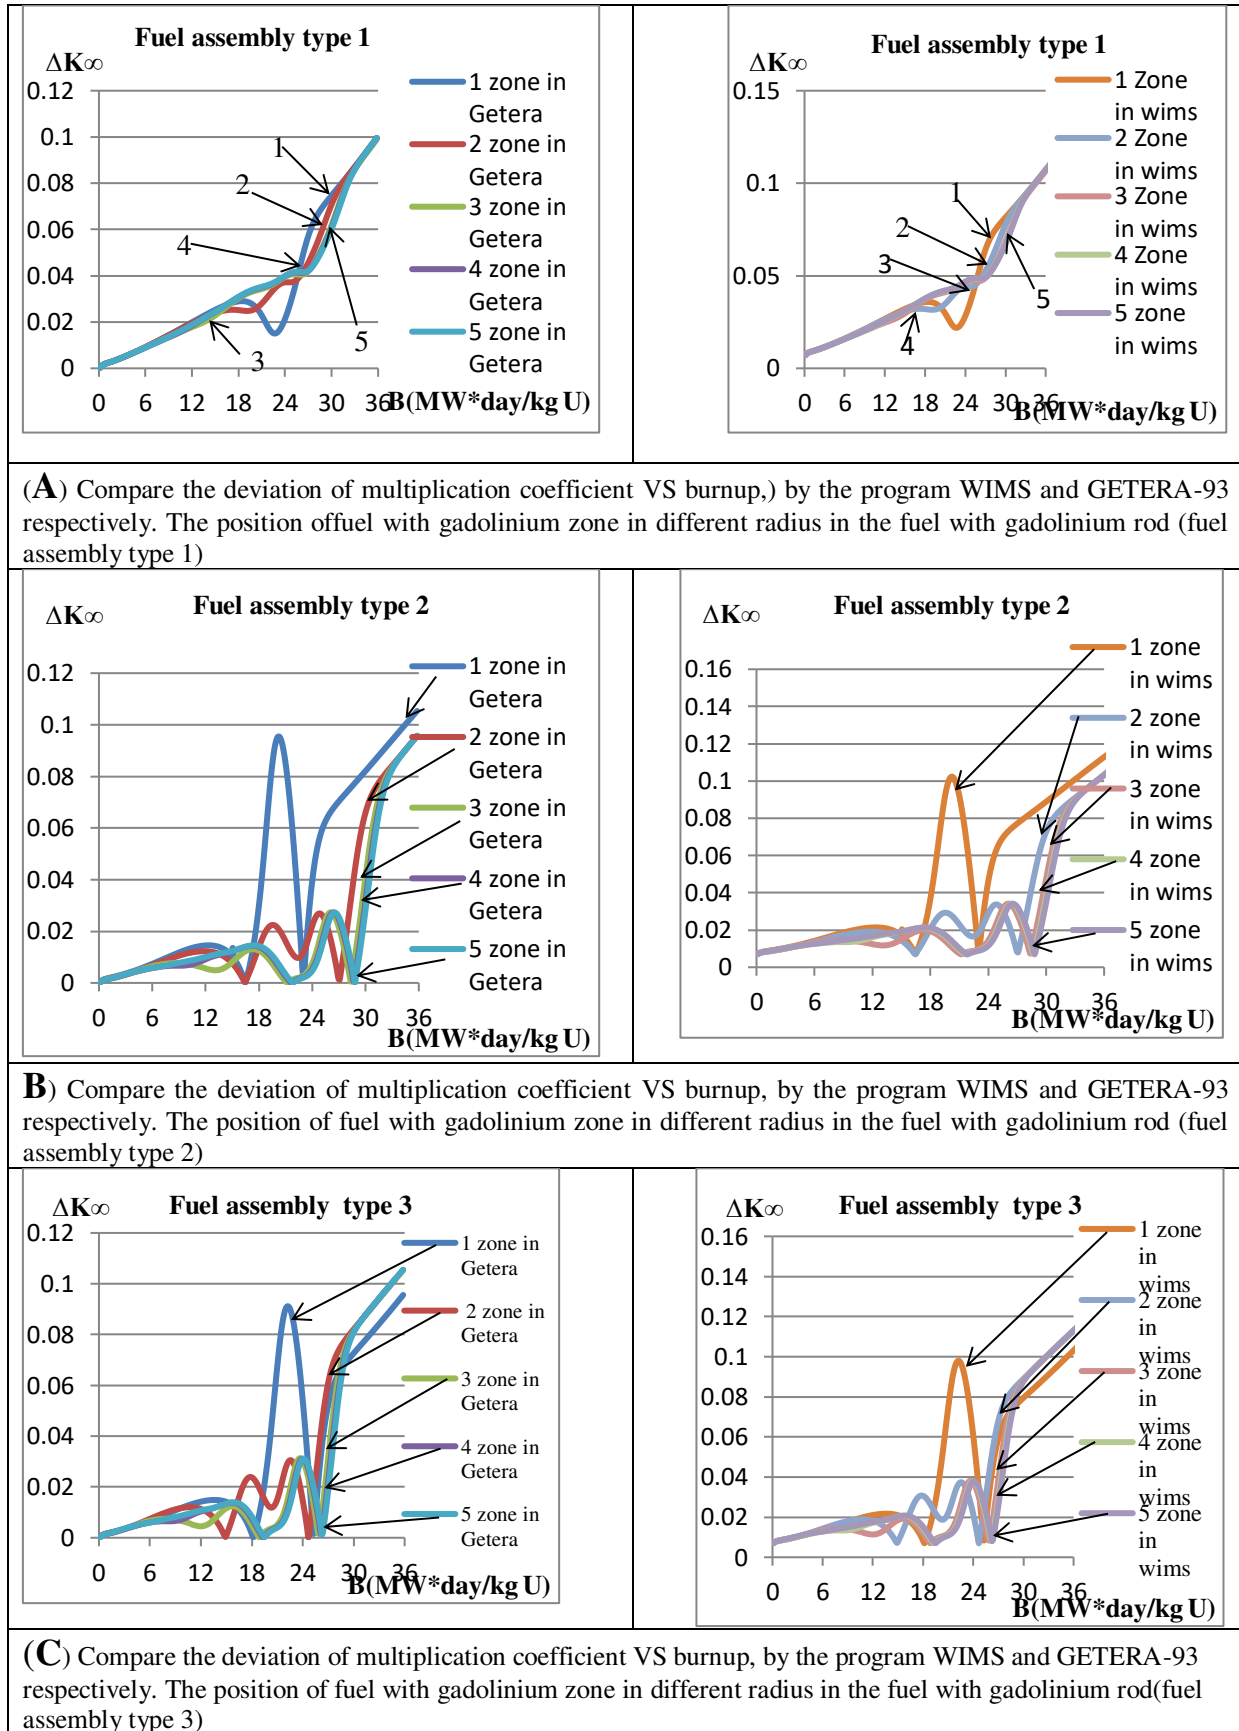 Fuel assembly type 1
ΔK∞
0.12
0.1
0.08
0.06
0.04
0.02
0
0 6 12 18 24 30 36
B(MW*day/kg U)
1
2
4
3
5
1 zone in
Getera
2 zone in
Getera
3 zone in
Getera
4 zone in
Getera
5 zone in
Getera
Fuel assembly type 1
ΔK∞
0.15
0.1
0.05
0
0 6 12 18 24 30 36
B(MW*day/kg U)
1
2
3
4
5
1 Zone
in wims
2 Zone
in wims
3 Zone
in wims
4 Zone
in wims
5 zone
in wims
(A) Compare the deviation of multiplication coefficient VS burnup,) by the program WIMS and GETERA-93
respectively. The position offuel with gadolinium zone in different radius in the fuel with gadolinium rod (fuel
assembly type 1)
Fuel assembly type 2
ΔK∞
0.12
0.1
0.08
0.06
0.04
0.02
0
0 6 12 18 24 30 36
B(MW*day/kg U)
1 zone in
Getera
2 zone in
Getera
3 zone in
Getera
4 zone in
Getera
5 zone in
Getera
Fuel assembly type 2
ΔK∞
0.16
0.14
0.12
0.1
0.08
0.06
0.04
0.02
0
0 6 12 18 24 30 36
B(MW*day/kg U)
1 zone
in wims
2 zone
in wims
3 zone
in wims
4 zone
in wims
5 zone
in wims
B) Compare the deviation of multiplication coefficient VS burnup, by the program WIMS and GETERA-93
respectively. The position of fuel with gadolinium zone in different radius in the fuel with gadolinium rod (fuel
assembly type 2)
Fuel assembly type 3
ΔK∞
0.12
0.1
0.08
0.06
0.04
0.02
0
0 6 12 18 24 30 36
B(MW*day/kg U)
1 zone in
Getera
2 zone in
Getera
3 zone in
Getera
4 zone in
Getera
5 zone in
Getera
Fuel assembly type 3
ΔK∞
0.16
0.14
0.12
0.1
0.08
0.06
0.04
0.02
0
0 6 12 18 24 30 36
B(MW*day/kg U)
1 zone
in
wims
2 zone
in
wims
3 zone
in
wims
4 zone
in
wims
5 zone
in
wims
(C) Compare the deviation of multiplication coefficient VS burnup, by the program WIMS and GETERA-93
respectively. The position of fuel with gadolinium zone in different radius in the fuel with gadolinium rod(fuel
assembly type 3)